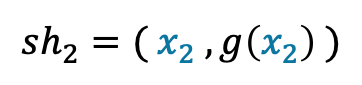 sh₂ = ( x₂ , g(x₂) )